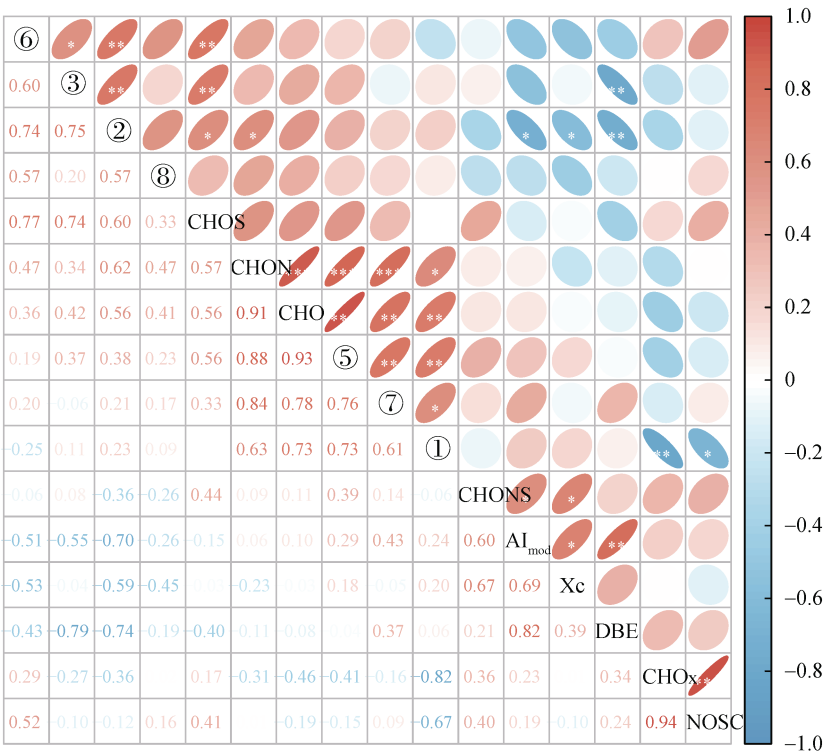 ⑥ * ** ** 1.0
0.60 ③ ** ** ** 0.8
0.74 0.75 ② * * * * **
0.57 0.20 0.57 ⑧ 0.6
0.77 0.74 0.60 0.33 CHOS 0.4
0.47 0.34 0.62 0.47 0.57 CHON *** *** *
0.36 0.42 0.56 0.41 0.56 0.91 CHO ** ** 0.2
0.19 0.37 0.38 0.23 0.56 0.88 0.93 ⑤ ** ** 0
0.20 -0.06 0.21 0.17 0.33 0.84 0.78 0.76 ⑦ *
-0.25 0.11 0.23 0.09 0.63 0.73 0.73 0.61 ① ** * -0.2
-0.06 0.08 -0.36 -0.26 0.44 0.09 0.11 0.39 0.14 -0.06 CHONS *
-0.51 -0.55 -0.70 -0.26 -0.15 0.06 0.10 0.29 0.43 0.24 0.60 AImod * ** -0.4
-0.53 0.04 -0.59 -0.45 -0.23 0.18 0.20 0.67 0.69 Xc -0.6
-0.43 -0.79 -0.74 -0.19 -0.40 -0.11 -0.08 0.37 0.06 0.21 0.82 0.39 DBE
0.29 -0.27 -0.36 0.17 -0.31 -0.46 -0.41 -0.16 -0.82 0.36 0.23 0.34 CHOx ** -0.8
0.52 -0.10 -0.12 0.16 0.41 -0.19 -0.15 0.09 -0.67 0.40 0.19 -0.10 0.24 0.94 NOSC -1.0